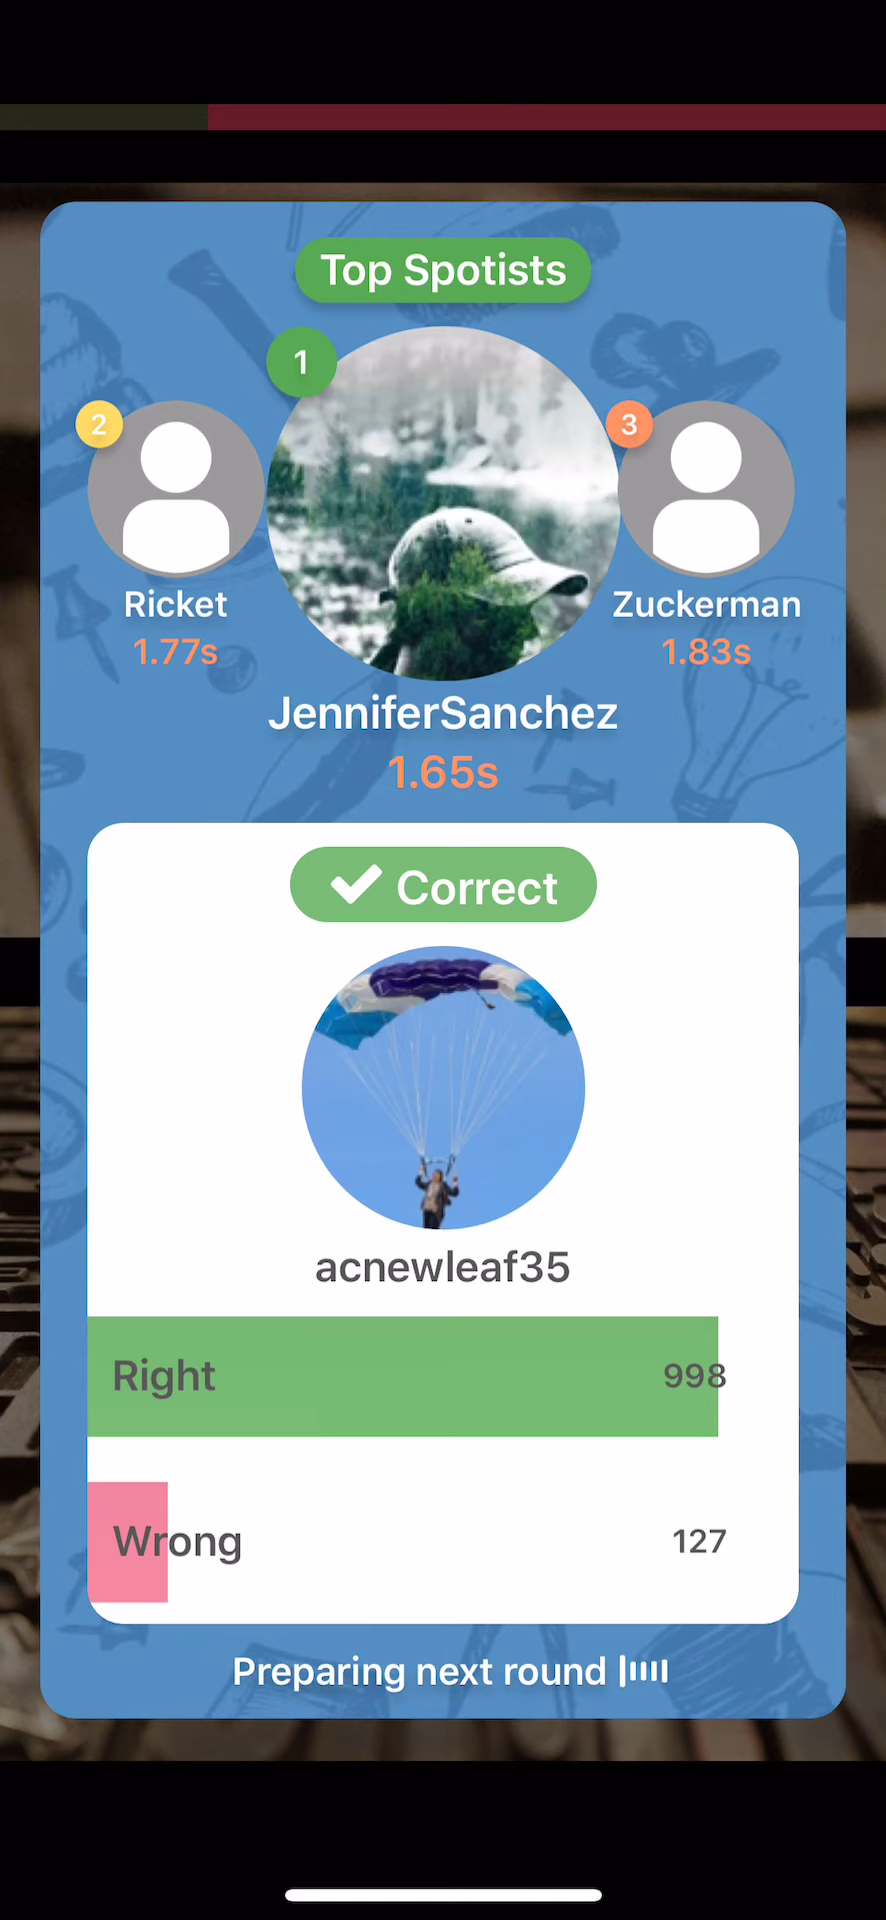 Top Spotists
1
2
3
Ricket
1.77s
Zuckerman
1.83s
JenniferSanchez
1.65s
Correct
acnewleaf35
Right 998
Wrong 127
Preparing next round